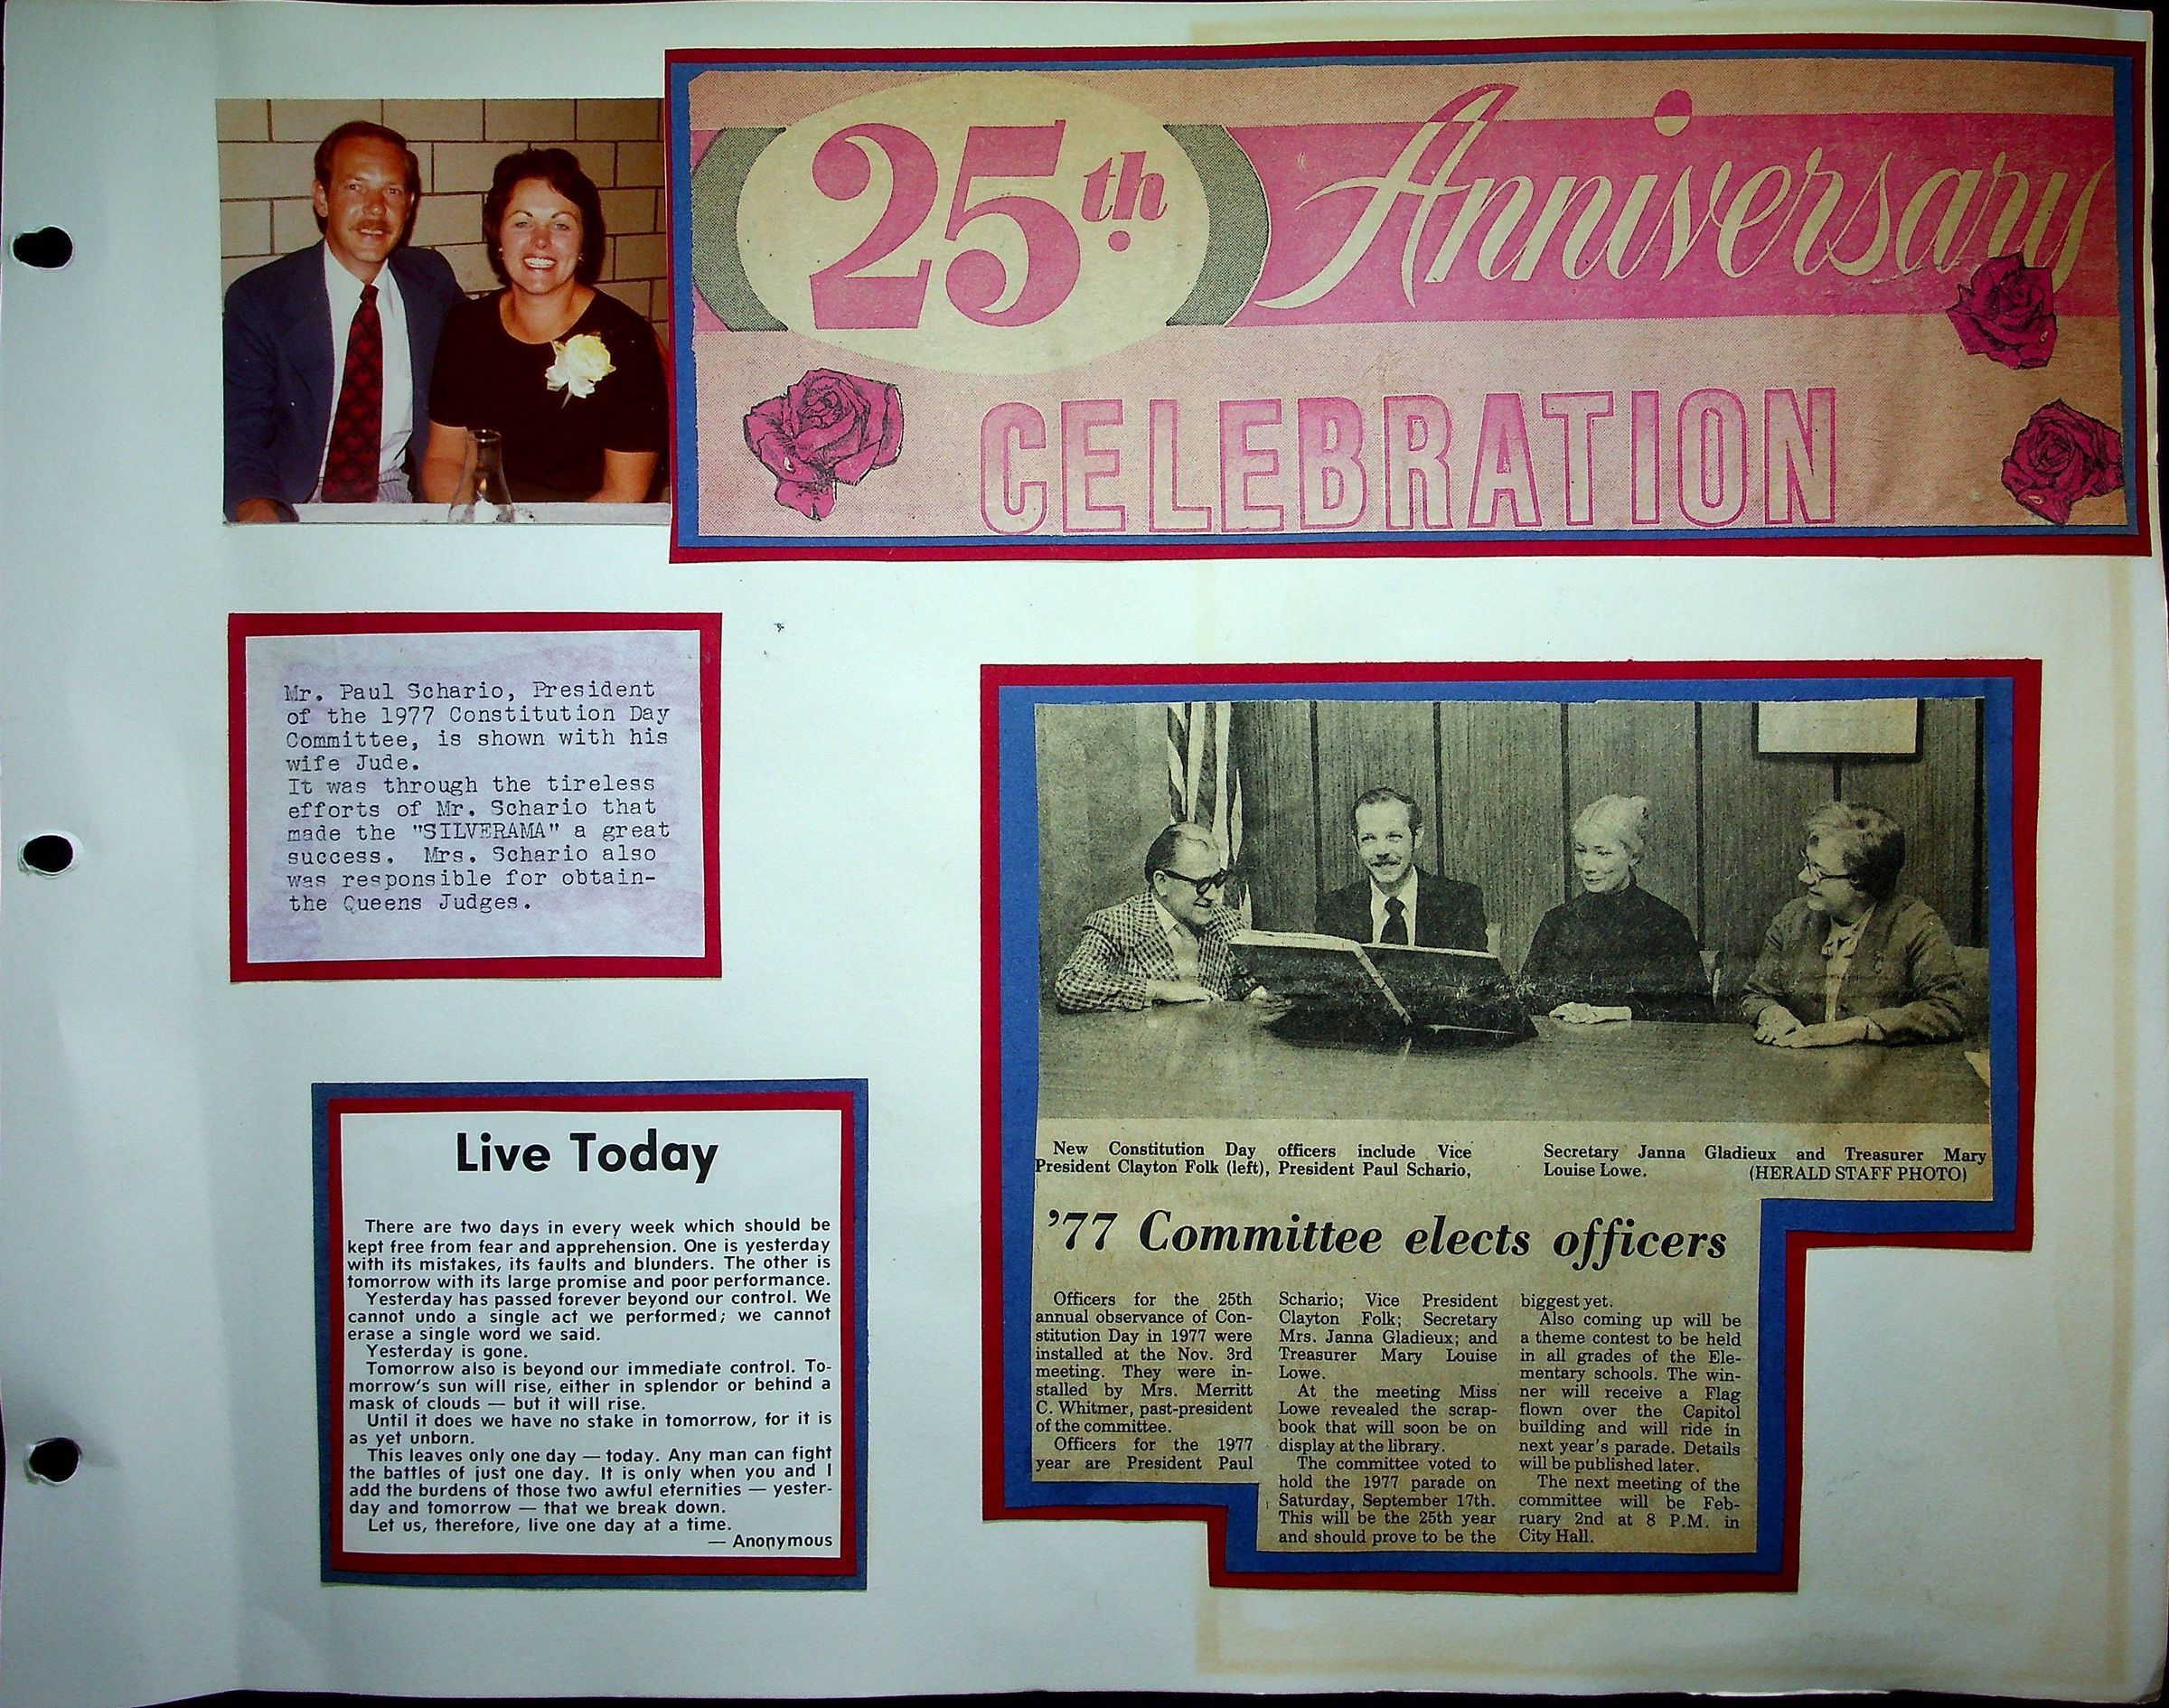 25th Anniversary
CELEBRATION
Mr. Paul Schario, President
of the 1977 Constitution Day
Committee, is shown with his
wife Jude.
It was through the tireless
efforts of Mr. Schario that
made the "SILVERAMA" a great
success. Mrs. Schario also
was responsible for obtain-
the Queens Judges.
Live Today
There are two days in every week which should be
kept free from fear and apprehension. One is yesterday
with its mistakes, its faults and blunders. The other is
tomorrow with its large promise and poor performance.
Yesterday has passed forever beyond our control. We
cannot undo a single act we performed; we cannot
erase a single word we said.
Yesterday is gone.
Tomorrow also is beyond our immediate control. To-
morrow's sun will rise, either in splendor or behind a
mask of clouds — but it will rise.
Until it does we have no stake in tomorrow, for it is
as yet unborn.
This leaves only one day — today. Any man can fight
the battles of just one day. It is only when you and I
add the burdens of those two awful eternities — yester-
day and tomorrow — that we break down.
Let us, therefore, live one day at a time.
— Anonymous
New Constitution Day officers include Vice
President Clayton Folk (left), President Paul Schario,
Secretary Janna Gladieux and Treasurer Mary
Louise Lowe. (HERALD STAFF PHOTO)
'77 Committee elects officers
Officers for the 25th
annual observance of Con-
stitution Day in 1977 were
installed at the Nov. 3rd
meeting. They were in-
stalled by Mrs. Merritt
C. Whitmer, past-president
of the committee.
Officers for the 1977
year are President Paul
Schario; Vice President
Clayton Folk; Secretary
Mrs. Janna Gladieux; and
Treasurer Mary Louise
Lowe.
At the meeting Miss
Lowe revealed the scrap-
book that will soon be on
display at the library.
The committee voted to
hold the 1977 parade on
Saturday, September 17th.
This will be the 25th year
and should prove to be the
biggest yet.
Also coming up will be
a theme contest to be held
in all grades of the Ele-
mentary schools. The win-
ner will receive a Flag
flown over the Capitol
building and will ride in
next year's parade. Details
will be published later.
The next meeting of the
committee will be Feb-
ruary 2nd at 8 P.M. in
City Hall.